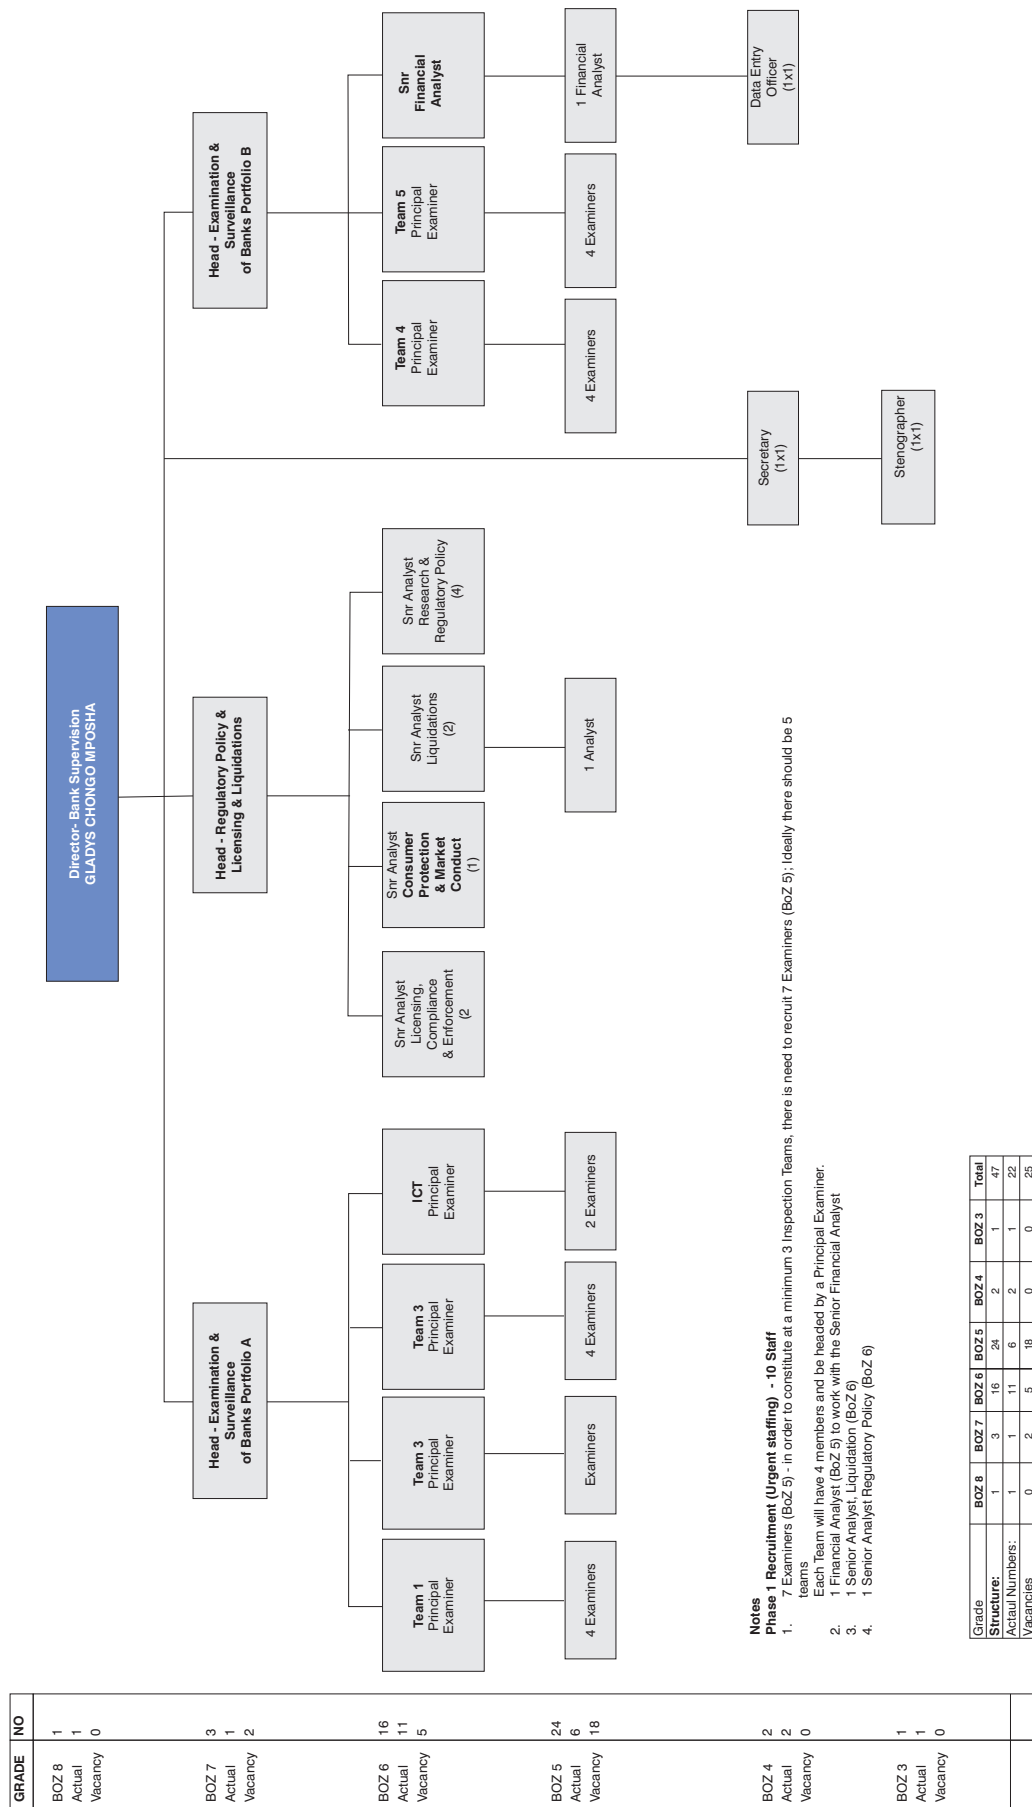 GRADE NO
BOZ 8 1
Actual 1
Vacancy 0
BOZ 7 3
Actual 1
Vacancy 2
BOZ 6 16
Actual 11
Vacancy 5
BOZ 5 24
Actual 6
Vacancy 18
BOZ 4 2
Actual 2
Vacancy 0
BOZ 3 1
Actual 1
Vacancy 0
Director- Bank Supervision
GLADYS CHONGO MPOSHA
Head - Examination &
Surveillance
of Banks Portfolio A
Head - Regulatory Policy &
Licensing & Liquidations
Head - Examination &
Surveillance
of Banks Portfolio B
Team 1
Principal
Examiner
Team 3
Principal
Examiner
Team 3
Principal
Examiner
ICT
Principal
Examiner
Snr Analyst
Licensing,
Compliance
& Enforcement
(2
Snr Analyst
Consumer
Protection
& Market
Conduct
(1)
Snr Analyst
Liquidations
(2)
Snr Analyst
Research &
Regulatory Policy
(4)
Team 4
Principal
Examiner
Team 5
Principal
Examiner
Snr
Financial
Analyst
4 Examiners
Examiners
4 Examiners
2 Examiners
1 Analyst
4 Examiners
4 Examiners
1 Financial
Analyst
Secretary
(1x1)
Data Entry
Officer
(1x1)
Stenographer
(1x1)
Notes
Phase 1 Recruitment (Urgent staffing) - 10 Staff
1. 7 Examiners (BoZ 5) - in order to constitute at a minimum 3 Inspection Teams, there is need to recruit 7 Examiners (BoZ 5); Ideally there should be 5
teams
Each Team will have 4 members and be headed by a Principal Examiner.
2. 1 Financial Analyst (BoZ 5) to work with the Senior Financial Analyst
3. 1 Senior Analyst, Liquidation (BoZ 6)
4. 1 Senior Analyst Regulatory Policy (BoZ 6)
Grade BOZ 8 BOZ 7 BOZ 6 BOZ 5 BOZ 4 BOZ 3 Total
Structure: 1 3 16 24 2 1 47
Actaul Numbers: 1 1 11 6 2 1 22
Vacancies 0 2 5 18 0 0 25